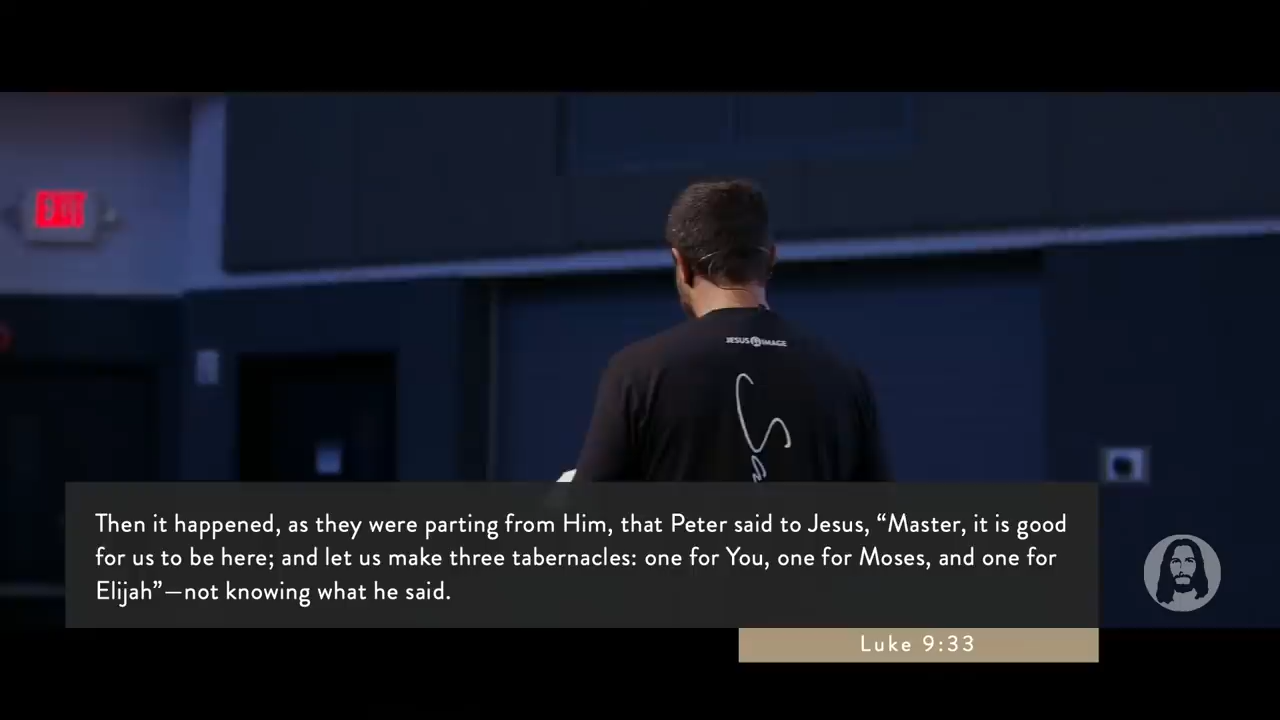 EXIT
JESUS IMAGE
Sa
Then it happened, as they were parting from Him, that Peter said to Jesus, “Master, it is good
for us to be here; and let us make three tabernacles: one for You, one for Moses, and one for
Elijah”—not knowing what he said.
Luke 9:33